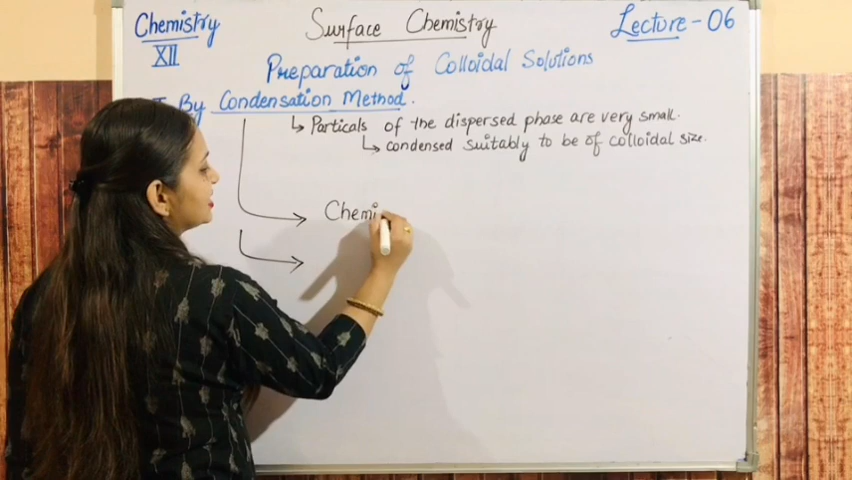 Chemistry
XII
Surface Chemistry
Lecture-06
Preparation of Colloidal Solutions
By Condensation Method.
↳ Particals of the dispersed phase are very small.
↳ condensed suitably to be of colloidal size.
Chemi